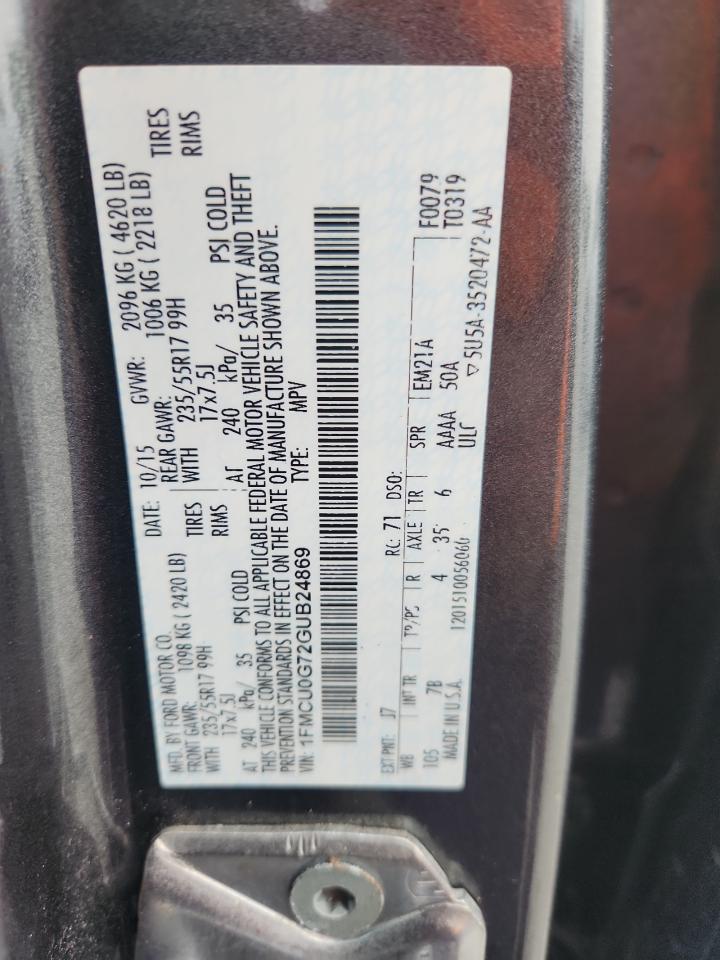 MFD. BY FORD MOTOR CO.
DATE: 10/15 GVWR: 2096 KG ( 4620 LB)
FRONT GAWR: 1098 KG ( 2420 LB) REAR GAWR: 1006 KG ( 2218 LB)
WITH 235/55R17 99H TIRES WITH 235/55R17 99H TIRES
17x7.5J RIMS 17x7.5J RIMS
AT 240 kPa/ 35 PSI COLD AT 240 kPa/ 35 PSI COLD
THIS VEHICLE CONFORMS TO ALL APPLICABLE FEDERAL MOTOR VEHICLE SAFETY AND THEFT
PREVENTION STANDARDS IN EFFECT ON THE DATE OF MANUFACTURE SHOWN ABOVE.
VIN: 1FMCU0G72GUB24869 TYPE: MPV
EXT PNT: J7 RC: 71 DSO: F0079
WB INT TR TP/PS R AXLE TR SPR EM214 T0319
105 7B 4 35 6 AAAA 50A
MADE IN U.S.A. ULC ▽5U5A-3520472-AA